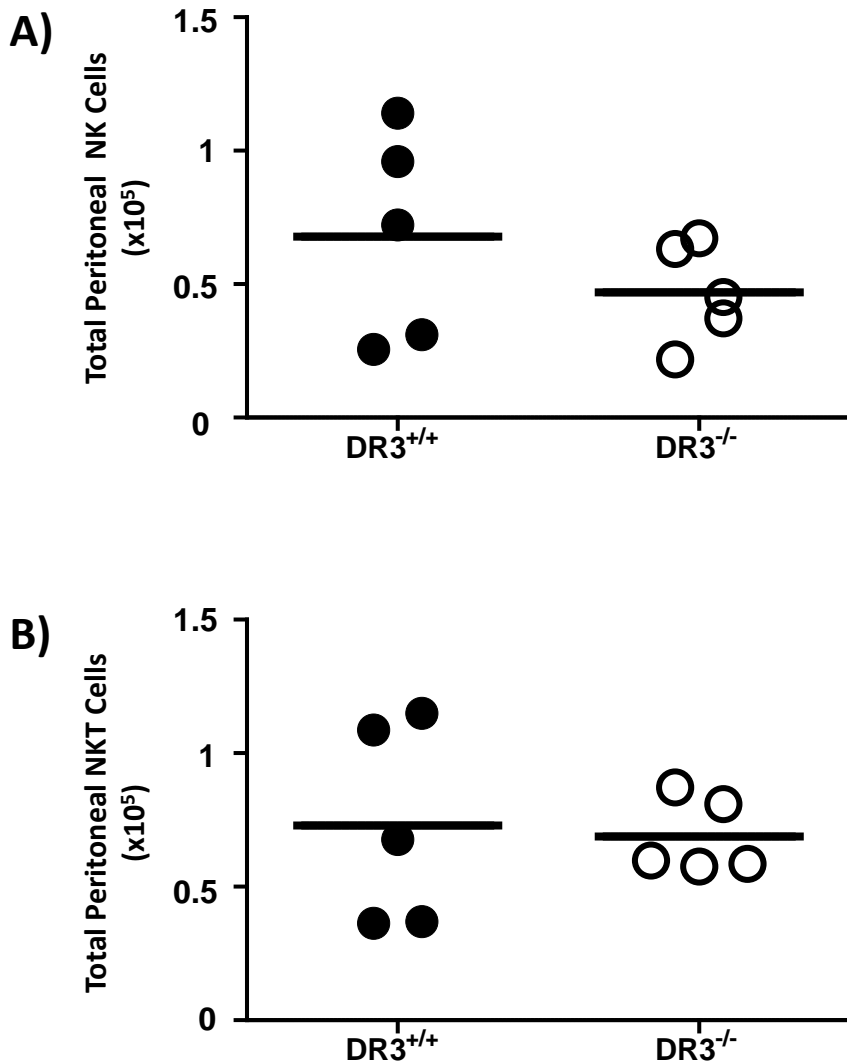 A)
Total Peritoneal NK Cells
(x10⁵)
1.5
1
0.5
0
DR3⁺/⁺
DR3⁻/⁻
B)
Total Peritoneal NKT Cells
(x10⁵)
1.5
1
0.5
0
DR3⁺/⁺
DR3⁻/⁻